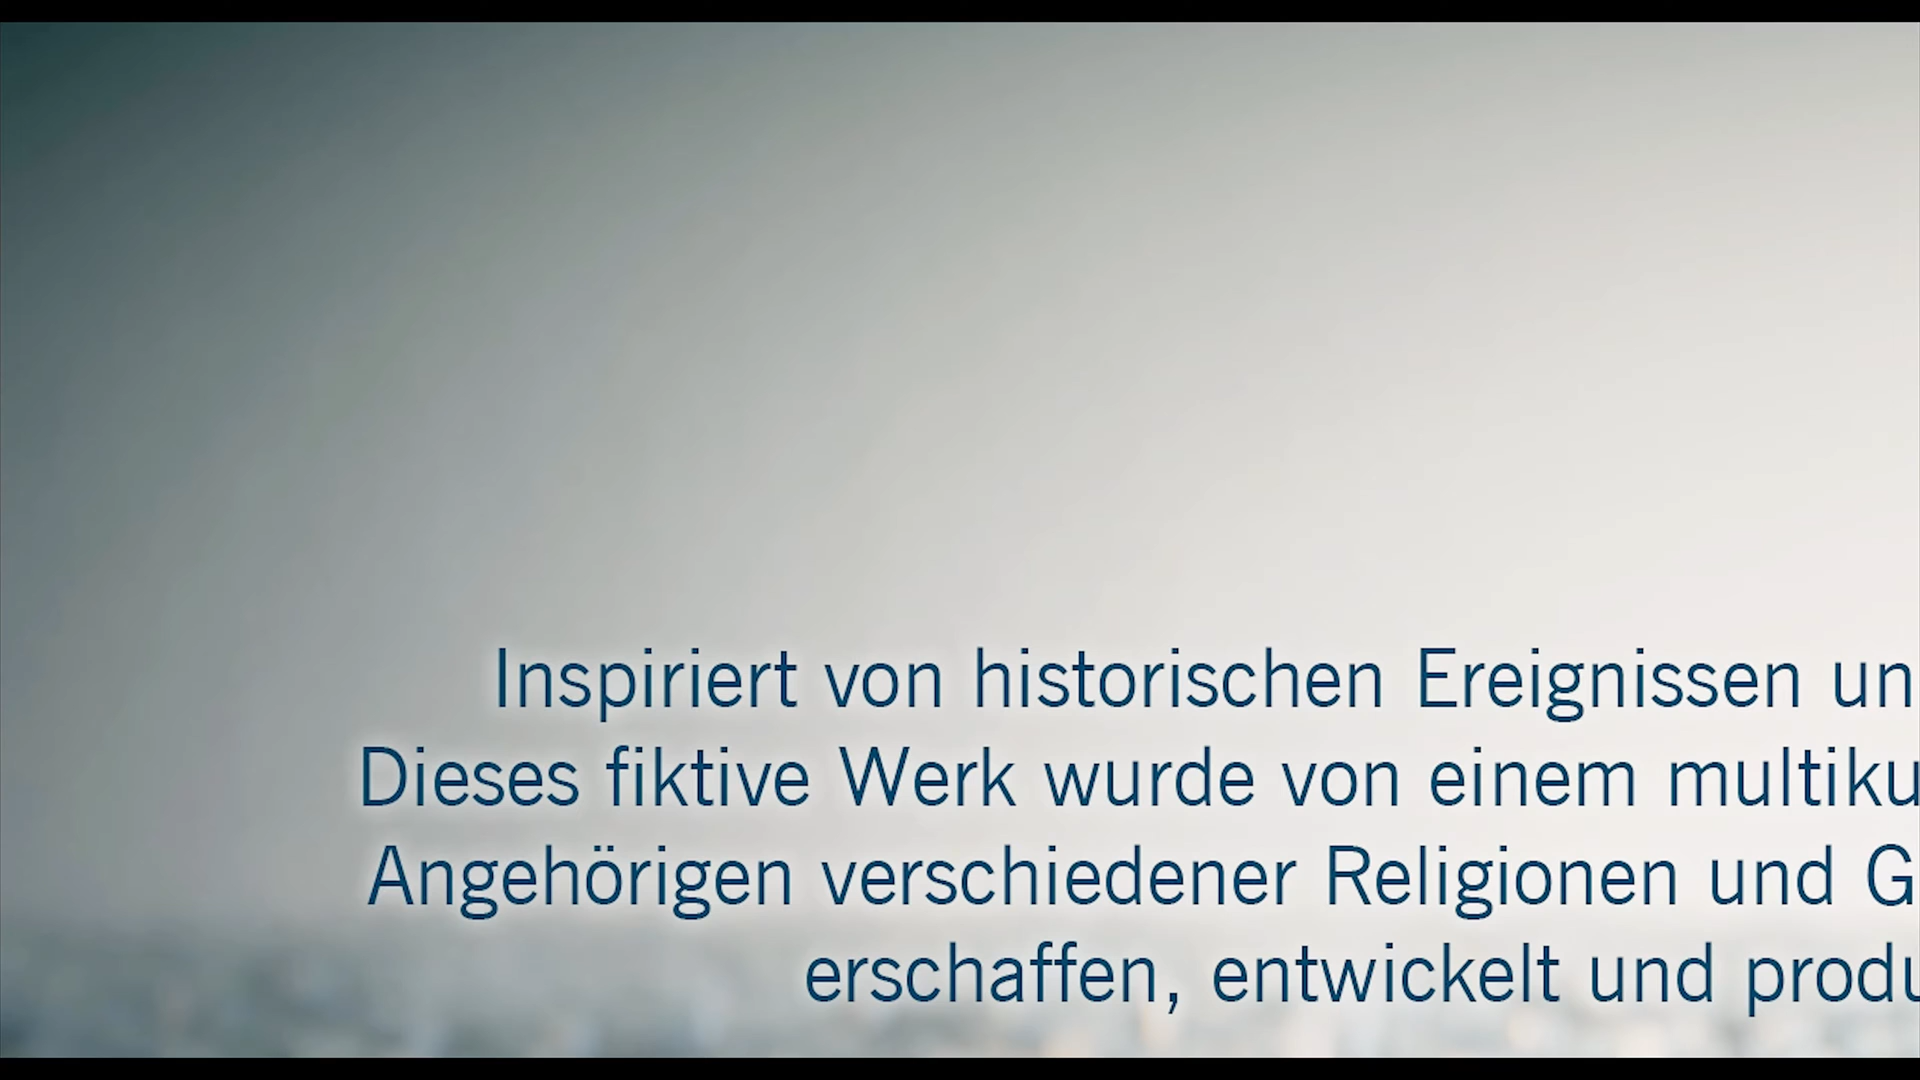 Inspiriert von historischen Ereignissen un
Dieses fiktive Werk wurde von einem multiku
Angehörigen verschiedener Religionen und G
erschaffen, entwickelt und produ